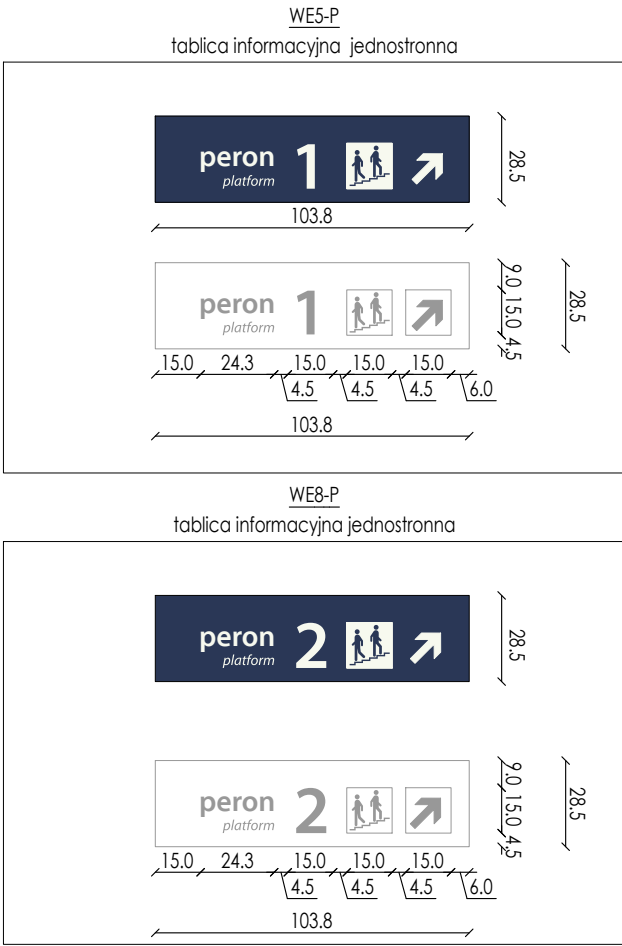 WE5-P
tablica informacyjna jednostronna
peron 1
platform
28.5
103.8
peron 1
platform
9.0
15.0
4.5
28.5
15.0 24.3 15.0 15.0 15.0
4.5 4.5 4.5 6.0
103.8
WE8-P
tablica informacyjna jednostronna
peron 2
platform
28.5
peron 2
platform
9.0
15.0
4.5
28.5
15.0 24.3 15.0 15.0 15.0
4.5 4.5 4.5 6.0
103.8